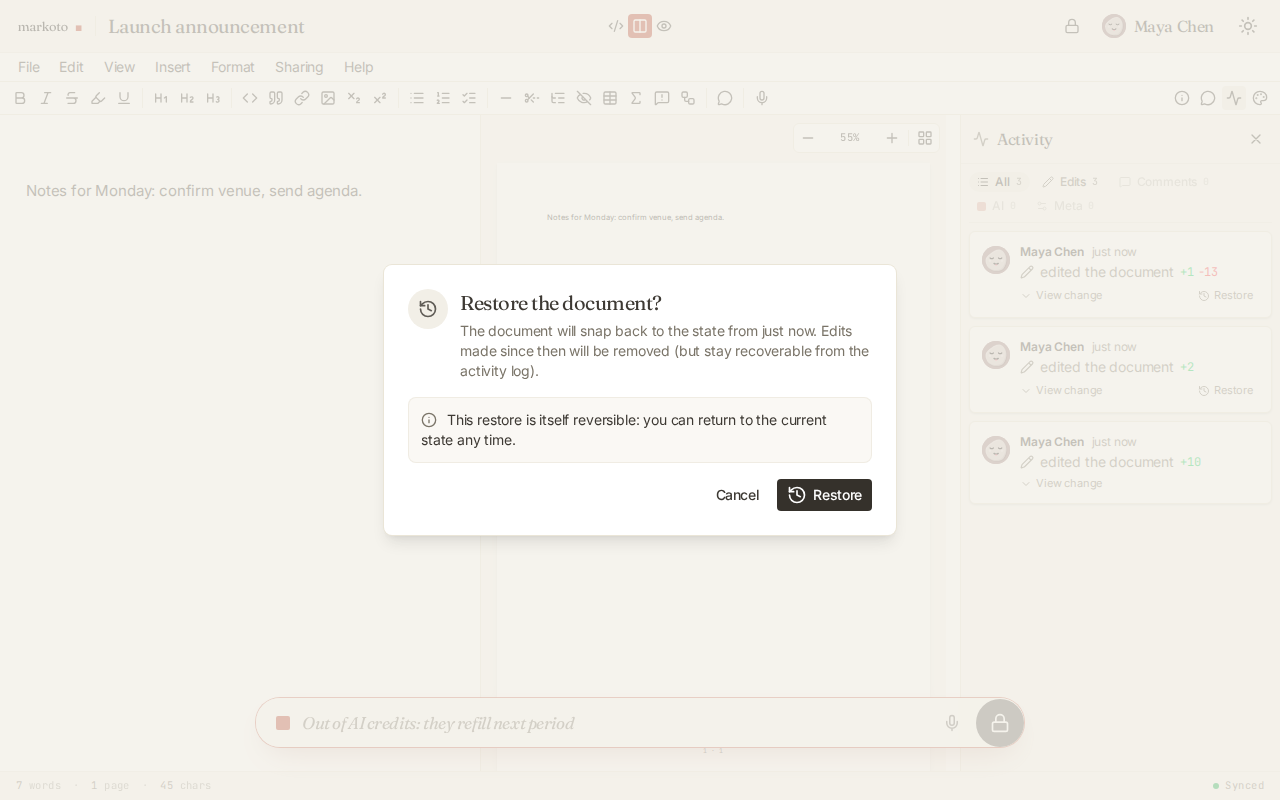 markoto
Launch announcement
Maya Chen
File Edit View Insert Format Sharing Help
H1 H2 H3
55%
Activity
All 3 Edits 3 Comments 0
AI 0 Meta 0
Notes for Monday: confirm venue, send agenda.
Notes for Monday: confirm venue, send agenda.
Maya Chen just now
edited the document +1 -13
View change Restore
Maya Chen just now
edited the document +2
View change Restore
Maya Chen just now
edited the document +10
View change
Restore the document?
The document will snap back to the state from just now. Edits
made since then will be removed (but stay recoverable from the
activity log).
This restore is itself reversible: you can return to the current
state any time.
Cancel Restore
Out of AI credits: they refill next period
7 words · 1 page · 45 chars
Synced